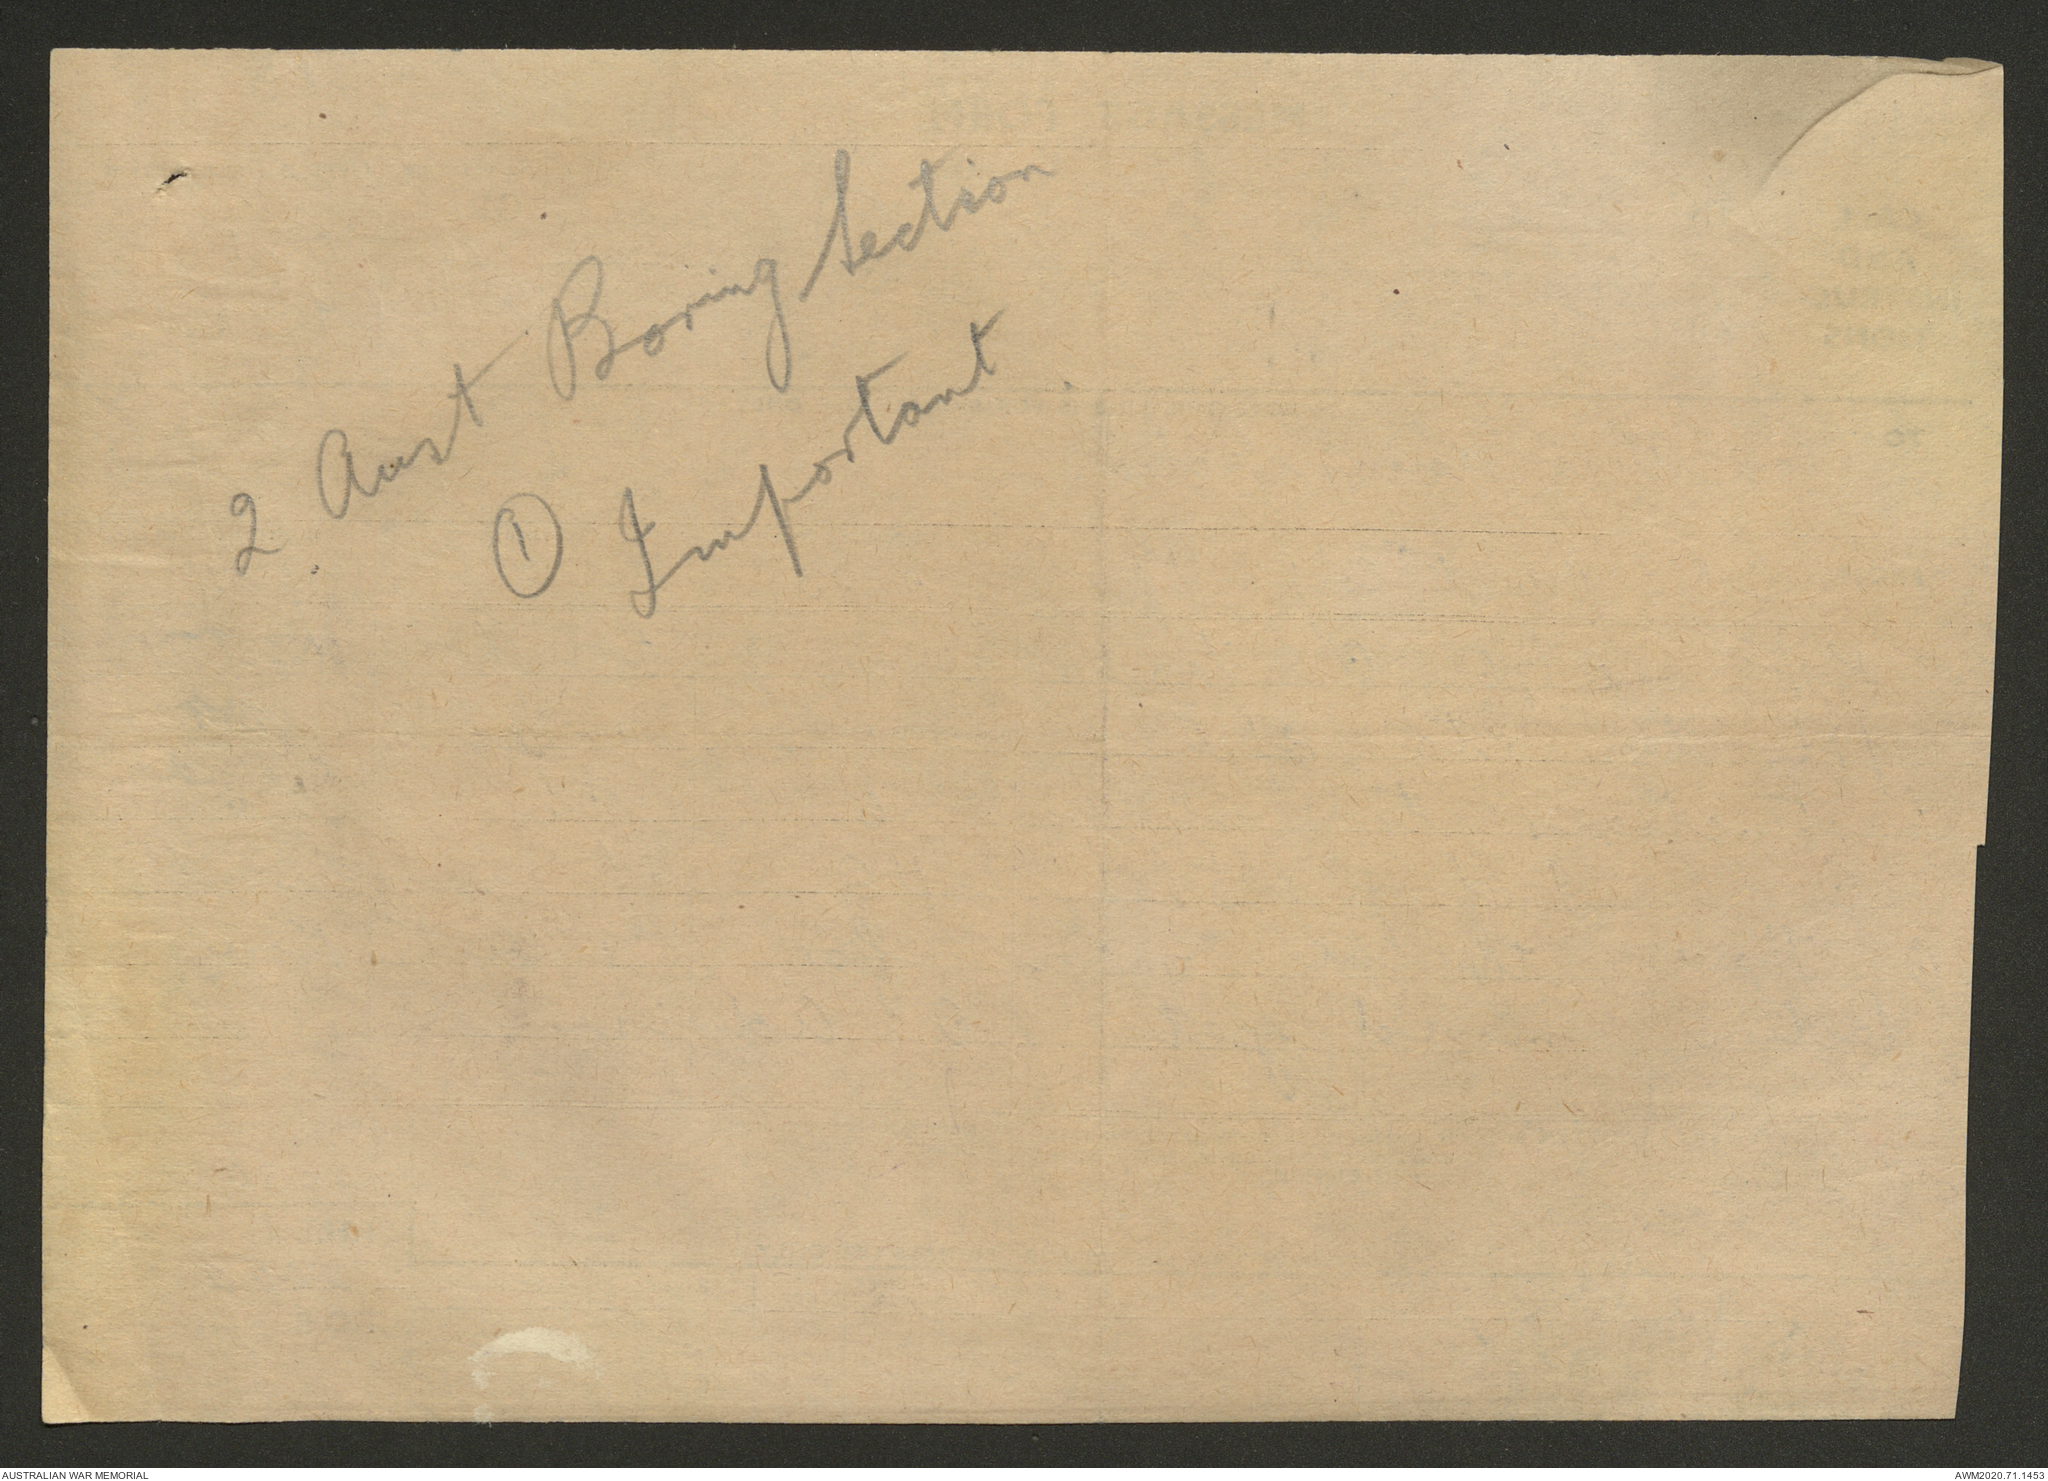 2 Aust Boring Section
① Important
AUSTRALIAN WAR MEMORIAL
AWM2020.71.1453